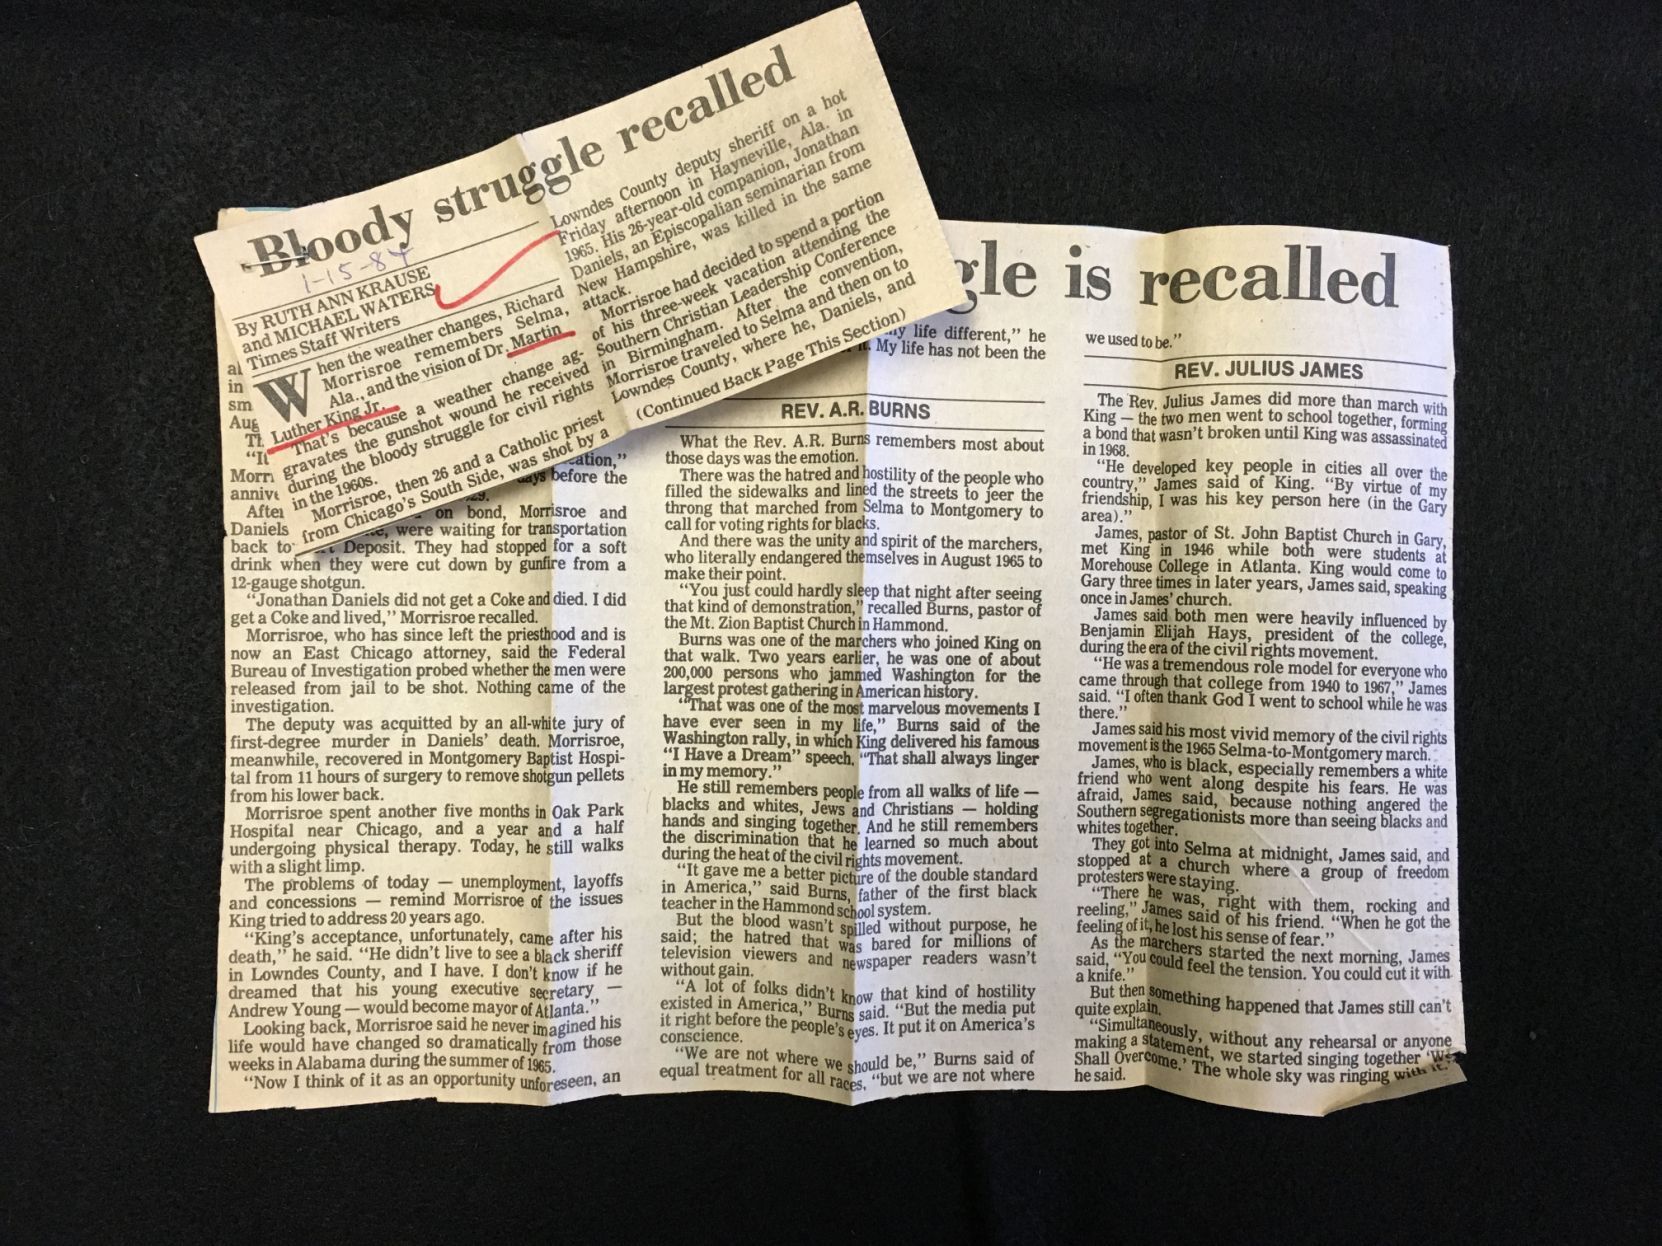 Bloody struggle recalled
1-15-84
By RUTH ANN KRAUSE
and MICHAEL WATERS
Times Staff Writers
When the weather changes, Richard
Morrisroe remembers Selma,
Ala., and the vision of Dr. Martin
Luther King Jr.
That's because a weather change ag-
gravates the gunshot wound he received
during the bloody struggle for civil rights
in the 1960s.
Morrisroe, then 26 and a Catholic priest
from Chicago's South Side, was shot by a
Lowndes County deputy sheriff on a hot
Friday afternoon in Hayneville, Ala. in
1965. His 26-year-old companion, Jonathan
Daniels, an Episcopalian seminarian from
New Hampshire, was killed in the same
attack.
Morrisroe had decided to spend a portion
of his three-week vacation attending the
Southern Christian Leadership Conference
in Birmingham. After the convention,
Morrisroe traveled to Selma and then on to
Lowndes County, where he, Daniels, and
(Continued Back Page This Section)
gle is recalled
in
sm
Aug
"It
Morri
anniv
cation,"
days before the
29.
Afte on bond, Morrisroe and
Daniels were waiting for transportation
back to Deposit. They had stopped for a soft
drink when they were cut down by gunfire from a
12-gauge shotgun.
"Jonathan Daniels did not get a Coke and died. I did
get a Coke and lived," Morrisroe recalled.
Morrisroe, who has since left the priesthood and is
now an East Chicago attorney, said the Federal
Bureau of Investigation probed whether the men were
released from jail to be shot. Nothing came of the
investigation.
The deputy was acquitted by an all-white jury of
first-degree murder in Daniels' death. Morrisroe,
meanwhile, recovered in Montgomery Baptist Hospi-
tal from 11 hours of surgery to remove shotgun pellets
from his lower back.
Morrisroe spent another five months in Oak Park
Hospital near Chicago, and a year and a half
undergoing physical therapy. Today, he still walks
with a slight limp.
The problems of today — unemployment, layoffs
and concessions — remind Morrisroe of the issues
King tried to address 20 years ago.
"King's acceptance, unfortunately, came after his
death," he said. "He didn't live to see a black sheriff
in Lowndes County, and I have. I don't know if he
dreamed that his young executive secretary —
Andrew Young — would become mayor of Atlanta."
Looking back, Morrisroe said he never imagined his
life would have changed so dramatically from those
weeks in Alabama during the summer of 1965.
"Now I think of it as an opportunity unforeseen, an
my life different," he
it. My life has not been the
REV. A.R. BURNS
What the Rev. A.R. Burns remembers most about
those days was the emotion.
There was the hatred and hostility of the people who
filled the sidewalks and lined the streets to jeer the
throng that marched from Selma to Montgomery to
call for voting rights for blacks.
And there was the unity and spirit of the marchers,
who literally endangered themselves in August 1965 to
make their point.
"You just could hardly sleep that night after seeing
that kind of demonstration," recalled Burns, pastor of
the Mt. Zion Baptist Church in Hammond.
Burns was one of the marchers who joined King on
that walk. Two years earlier, he was one of about
200,000 persons who jammed Washington for the
largest protest gathering in American history.
"That was one of the most marvelous movements I
have ever seen in my life," Burns said of the
Washington rally, in which King delivered his famous
"I Have a Dream" speech. "That shall always linger
in my memory."
He still remembers people from all walks of life —
blacks and whites, Jews and Christians — holding
hands and singing together. And he still remembers
the discrimination that he learned so much about
during the heat of the civil rights movement.
"It gave me a better picture of the double standard
in America," said Burns, father of the first black
teacher in the Hammond school system.
But the blood wasn't spilled without purpose, he
said; the hatred that was bared for millions of
television viewers and newspaper readers wasn't
without gain.
"A lot of folks didn't know that kind of hostility
existed in America," Burns said. "But the media put
it right before the people's eyes. It put it on America's
conscience.
"We are not where we should be," Burns said of
equal treatment for all races, "but we are not where
we used to be."
REV. JULIUS JAMES
The Rev. Julius James did more than march with
King — the two men went to school together, forming
a bond that wasn't broken until King was assassinated
in 1968.
"He developed key people in cities all over the
country," James said of King. "By virtue of my
friendship, I was his key person here (in the Gary
area)."
James, pastor of St. John Baptist Church in Gary,
met King in 1946 while both were students at
Morehouse College in Atlanta. King would come to
Gary three times in later years, James said, speaking
once in James' church.
James said both men were heavily influenced by
Benjamin Elijah Hays, president of the college,
during the era of the civil rights movement.
"He was a tremendous role model for everyone who
came through that college from 1940 to 1967," James
said. "I often thank God I went to school while he was
there."
James said his most vivid memory of the civil rights
movement is the 1965 Selma-to-Montgomery march.
James, who is black, especially remembers a white
friend who went along despite his fears. He was
afraid, James said, because nothing angered the
Southern segregationists more than seeing blacks and
whites together.
They got into Selma at midnight, James said, and
stopped at a church where a group of freedom
protesters were staying.
"There he was, right with them, rocking and
reeling," James said of his friend. "When he got the
feeling of it, he lost his sense of fear."
As the marchers started the next morning, James
said, "You could feel the tension. You could cut it with
a knife."
But then something happened that James still can't
quite explain.
"Simultaneously, without any rehearsal or anyone
making a statement, we started singing together 'We
Shall Overcome.' The whole sky was ringing with it."
he said.